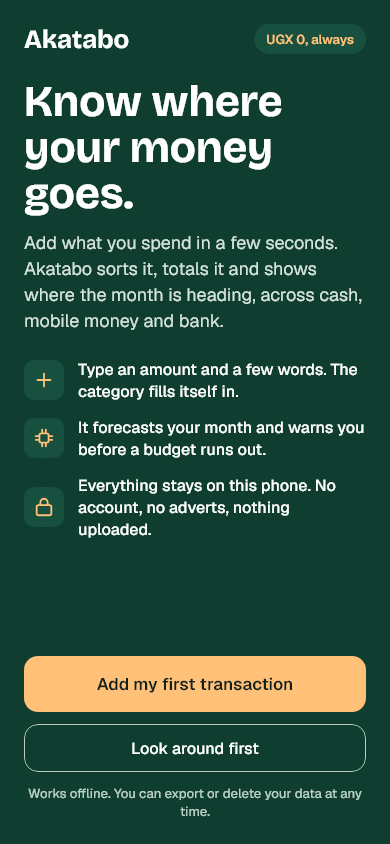 Akatabo
UGX 0, always
Know where
your money
goes.
Add what you spend in a few seconds.
Akatabo sorts it, totals it and shows
where the month is heading, across cash,
mobile money and bank.
Type an amount and a few words. The
category fills itself in.
It forecasts your month and warns you
before a budget runs out.
Everything stays on this phone. No
account, no adverts, nothing
uploaded.
Add my first transaction
Look around first
Works offline. You can export or delete your data at any
time.